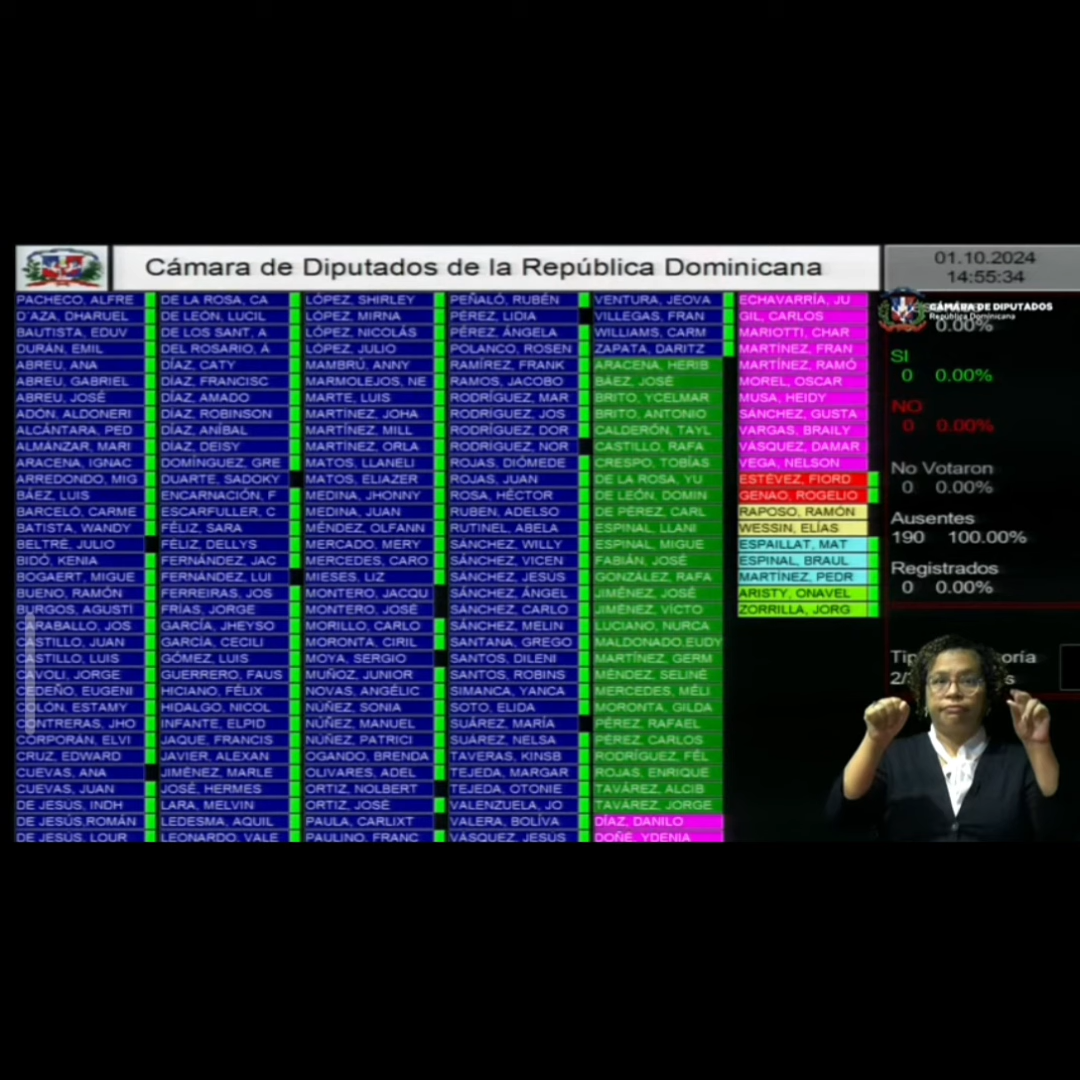 Cámara de Diputados de la República Dominicana
01.10.2024
14:55:34
PACHECO, ALFRE
D´AZA, DHARUEL
BAUTISTA, EDUV
DURÁN, EMIL
ABREU, ANA
ABREU, GABRIEL
ABREU, JOSÉ
ADÓN, ALDONERI
ALCÁNTARA, PED
ALMÁNZAR, MARI
ARACENA, IGNAC
ARREDONDO, MIG
BÁEZ, LUIS
BARCELÓ, CARME
BATISTA, WANDY
BELTRÉ, JULIO
BIDÓ, KENIA
BOGAERT, MIGUE
BUENO, RAMÓN
BURGOS, AGUSTÍ
CARABALLO, JOS
CASTILLO, JUAN
CASTILLO, LUIS
CAVOLI, JORGE
CEDEÑO, EUGENI
COLÓN, ESTAMY
CONTRERAS, JHO
CORPORÁN, ELVI
CRUZ, EDWARD
CUEVAS, ANA
CUEVAS, JUAN
DE JESÚS, INDH
DE JESÚS,ROMÁN
DE JESÚS, LOUR
DE LA ROSA, CA
DE LEÓN, LUCIL
DE LOS SANT, A
DEL ROSARIO, Á
DÍAZ, CATY
DÍAZ, FRANCISC
DÍAZ, AMADO
DÍAZ, ROBINSON
DÍAZ, ANÍBAL
DÍAZ, DEISY
DOMÍNGUEZ, GRE
DUARTE, SADOKY
ENCARNACIÓN, F
ESCARFULLER, C
FÉLIZ, SARA
FÉLIZ, DELLYS
FERNÁNDEZ, JAC
FERNÁNDEZ, LUI
FERREIRAS, JOS
FRÍAS, JORGE
GARCÍA, JHEYSO
GARCÍA, CECILI
GÓMEZ, LUIS
GUERRERO, FAUS
HICIANO, FÉLIX
HIDALGO, NICOL
INFANTE, ELPID
JAQUE, FRANCIS
JAVIER, ALEXAN
JIMÉNEZ, MARLE
JOSÉ, HERMES
LARA, MELVIN
LEDESMA, AQUIL
LEONARDO, VALE
LÓPEZ, SHIRLEY
LÓPEZ, MIRNA
LÓPEZ, NICOLÁS
LÓPEZ, JULIO
MAMBRÚ, ANNY
MARMOLEJOS, NE
MARTE, LUIS
MARTÍNEZ, JOHA
MARTÍNEZ, MILL
MARTÍNEZ, ORLA
MATOS, LLANELI
MATOS, ELIAZER
MEDINA, JHONNY
MEDINA, JUAN
MÉNDEZ, OLFANN
MERCADO, MERY
MERCEDES, CARO
MIESES, LIZ
MONTERO, JACQU
MONTERO, JOSÉ
MORILLO, CARLO
MORONTA, CIRIL
MOYA, SERGIO
MUÑOZ, JUNIOR
NOVAS, ANGÉLIC
NÚÑEZ, SONIA
NÚÑEZ, MANUEL
NÚÑEZ, PATRICI
OGANDO, BRENDA
OLIVARES, ADEL
ORTIZ, NOLBERT
ORTIZ, JOSÉ
PAULA, CARLIXT
PAULINO, FRANC
PEÑALÓ, RUBÉN
PÉREZ, LIDIA
PÉREZ, ÁNGELA
POLANCO, ROSEN
RAMÍREZ, FRANK
RAMOS, JACOBO
RODRÍGUEZ, MAR
RODRÍGUEZ, JOS
RODRÍGUEZ, DOR
RODRÍGUEZ, NOR
ROJAS, DIÓMEDE
ROJAS, JUAN
ROSA, HÉCTOR
RUBEN, ADELSO
RUTINEL, ABELA
SÁNCHEZ, WILLY
SÁNCHEZ, VICEN
SÁNCHEZ, JESÚS
SÁNCHEZ, ÁNGEL
SÁNCHEZ, CARLO
SÁNCHEZ, MELIN
SANTANA, GREGO
SANTOS, DILENI
SANTOS, ROBINS
SIMANCA, YANCA
SOTO, ELIDA
SUÁREZ, MARÍA
SUÁREZ, NELSA
TAVERAS, KINSB
TEJEDA, MARGAR
TEJEDA, OTONIE
VALENZUELA, JO
VALERA, BOLÍVA
VÁSQUEZ, JESÚS
VENTURA, JEOVA
VILLEGAS, FRAN
WILLIAMS, CARM
ZAPATA, DARITZ
ARACENA, HERIB
BÁEZ, JOSÉ
BRITO, YCELMAR
BRITO, ANTONIO
CALDERÓN, TAYL
CASTILLO, RAFA
CRESPO, TOBÍAS
DE LA ROSA, YU
DE LEÓN, DOMIN
DE PÉREZ, CARL
ESPINAL, LLANI
ESPINAL, MIGUE
FABIÁN, JOSÉ
GONZÁLEZ, RAFA
JIMÉNEZ, JOSÉ
JIMÉNEZ, VÍCTO
LUCIANO, NURCA
MALDONADO,EUDY
MARTÍNEZ, GERM
MÉNDEZ, SELINÉ
MERCEDES, MÉLI
MORONTA, GILDA
PÉREZ, RAFAEL
PÉREZ, CARLOS
RODRÍGUEZ, FÉL
ROJAS, ENRIQUE
TAVÁREZ, ALCIB
TAVÁREZ, JORGE
DÍAZ, DANILO
DOÑÉ, YDENIA
ECHAVARRÍA, JU
GIL, CARLOS
MARIOTTI, CHAR
MARTÍNEZ, FRAN
MARTÍNEZ, RAMÓ
MOREL, OSCAR
MUSA, HEIDY
SÁNCHEZ, GUSTA
VARGAS, BRAILY
VÁSQUEZ, DAMAR
VEGA, NELSON
ESTÉVEZ, FIORD
GENAO, ROGELIO
RAPOSO, RAMÓN
WESSIN, ELÍAS
ESPAILLAT, MAT
ESPINAL, BRAUL
MARTÍNEZ, PEDR
ARISTY, ONAVEL
ZORRILLA, JORG
CÁMARA DE DIPUTADOS
República Dominicana
0.00%
SI
0 0.00%
NO
0 0.00%
No Votaron
0 0.00%
Ausentes
190 100.00%
Registrados
0 0.00%